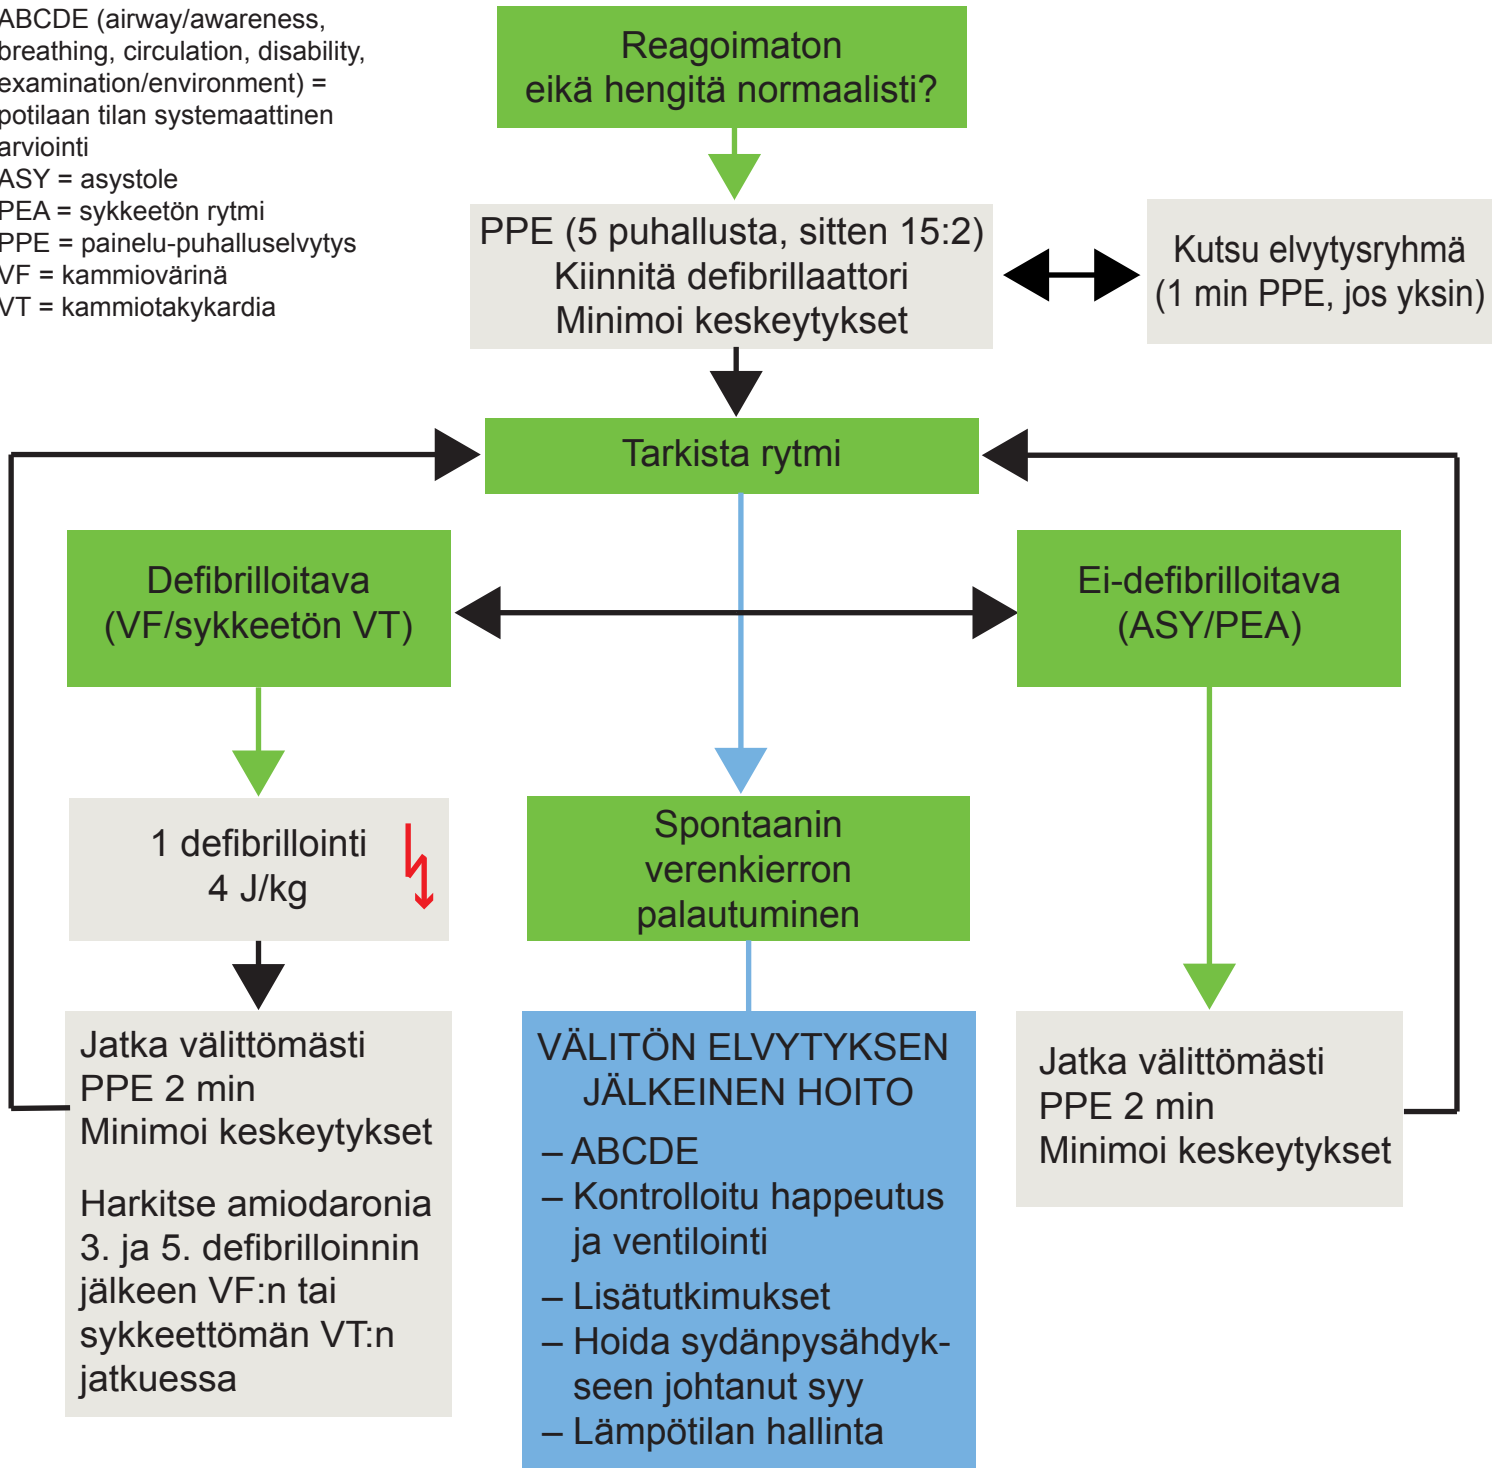 ABCDE (airway/awareness,
breathing, circulation, disability,
examination/environment) =
potilaan tilan systemaattinen
arviointi
ASY = asystole
PEA = sykkeetön rytmi
PPE = painelu-puhalluselvytys
VF = kammiovärinä
VT = kammiotakykardia
Reagoimaton
eikä hengitä normaalisti?
PPE (5 puhallusta, sitten 15:2)
Kiinnitä defibrillaattori
Minimoi keskeytykset
Kutsu elvytysryhmä
(1 min PPE, jos yksin)
Tarkista rytmi
Defibrilloitava
(VF/sykkeetön VT)
Ei-defibrilloitava
(ASY/PEA)
1 defibrillointi
4 J/kg
Spontaanin
verenkierron
palautuminen
Jatka välittömästi
PPE 2 min
Minimoi keskeytykset
Harkitse amiodaronia
3. ja 5. defibrilloinnin
jälkeen VF:n tai
sykkeettömän VT:n
jatkuessa
VÄLITÖN ELVYTYKSEN
JÄLKEINEN HOITO
– ABCDE
– Kontrolloitu happeutus
ja ventilointi
– Lisätutkimukset
– Hoida sydänpysähdyk-
seen johtanut syy
– Lämpötilan hallinta
Jatka välittömästi
PPE 2 min
Minimoi keskeytykset